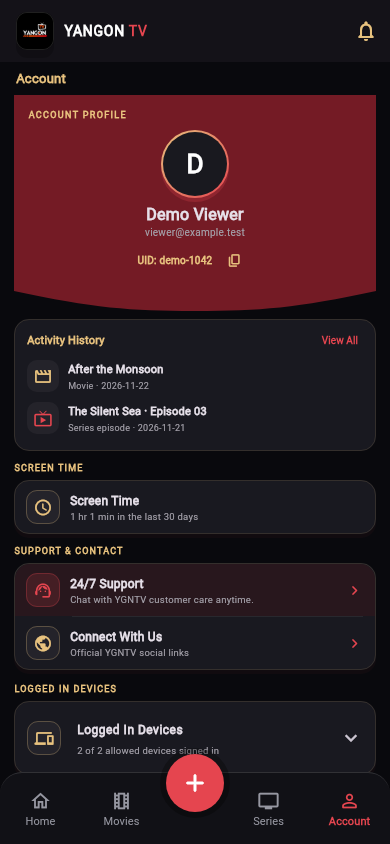 YANGON
YANGON TV
Account
ACCOUNT PROFILE
D
Demo Viewer
viewer@example.test
UID: demo-1042
Activity History
View All
After the Monsoon
Movie · 2026-11-22
The Silent Sea · Episode 03
Series episode · 2026-11-21
SCREEN TIME
Screen Time
1 hr 1 min in the last 30 days
SUPPORT & CONTACT
24/7 Support
Chat with YGNTV customer care anytime.
Connect With Us
Official YGNTV social links
LOGGED IN DEVICES
Logged In Devices
2 of 2 allowed devices signed in
Home
Movies
Series
Account